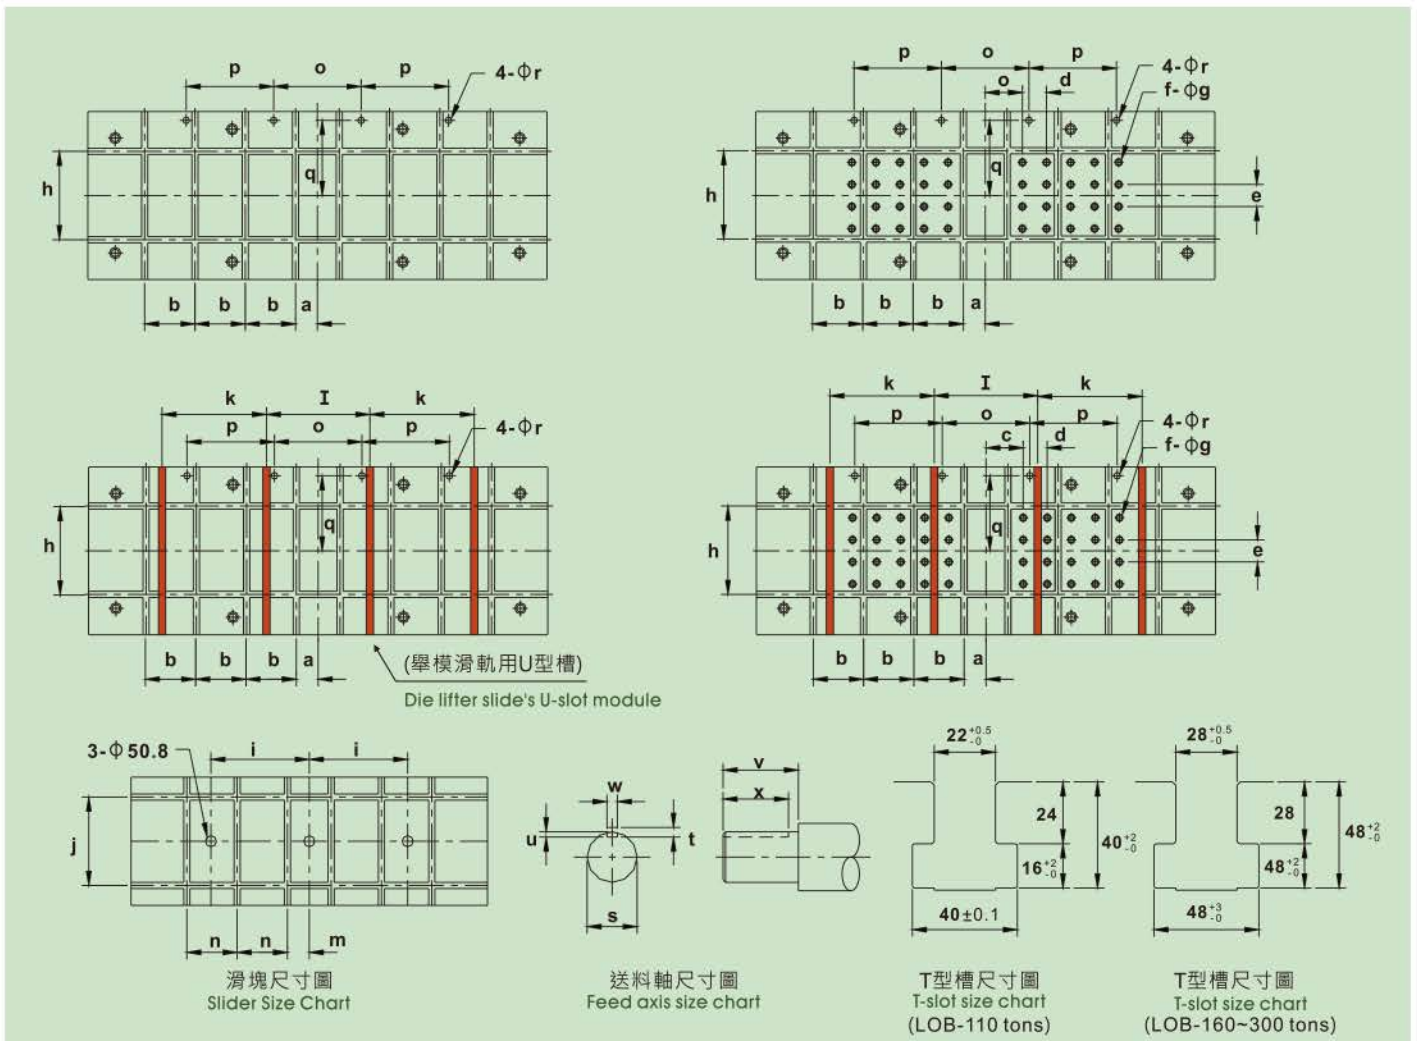 p o p 4-Φr
q
h
b b b a
p o p
o d
4-Φr
f-Φg
q
h e
b b b a
k I k
p o p 4-Φr
q
h
b b b a
(舉模滑軌用U型槽)
Die lifter slide's U-slot module
k I k
p o p 4-Φr
c d f-Φg
q
h e
b b b a
3-Φ50.8 i i
j
n n m
滑塊尺寸圖
Slider Size Chart
v
w x
u t
s
送料軸尺寸圖
Feed axis size chart
22 +0.5 -0
24
40 +2 -0
16 +2 -0
40±0.1
T型槽尺寸圖
T-slot size chart
(LOB-110 tons)
28 +0.5 -0
28
48 +2 -0
48 +2 -0
48 +3 -0
T型槽尺寸圖
T-slot size chart
(LOB-160~300 tons)